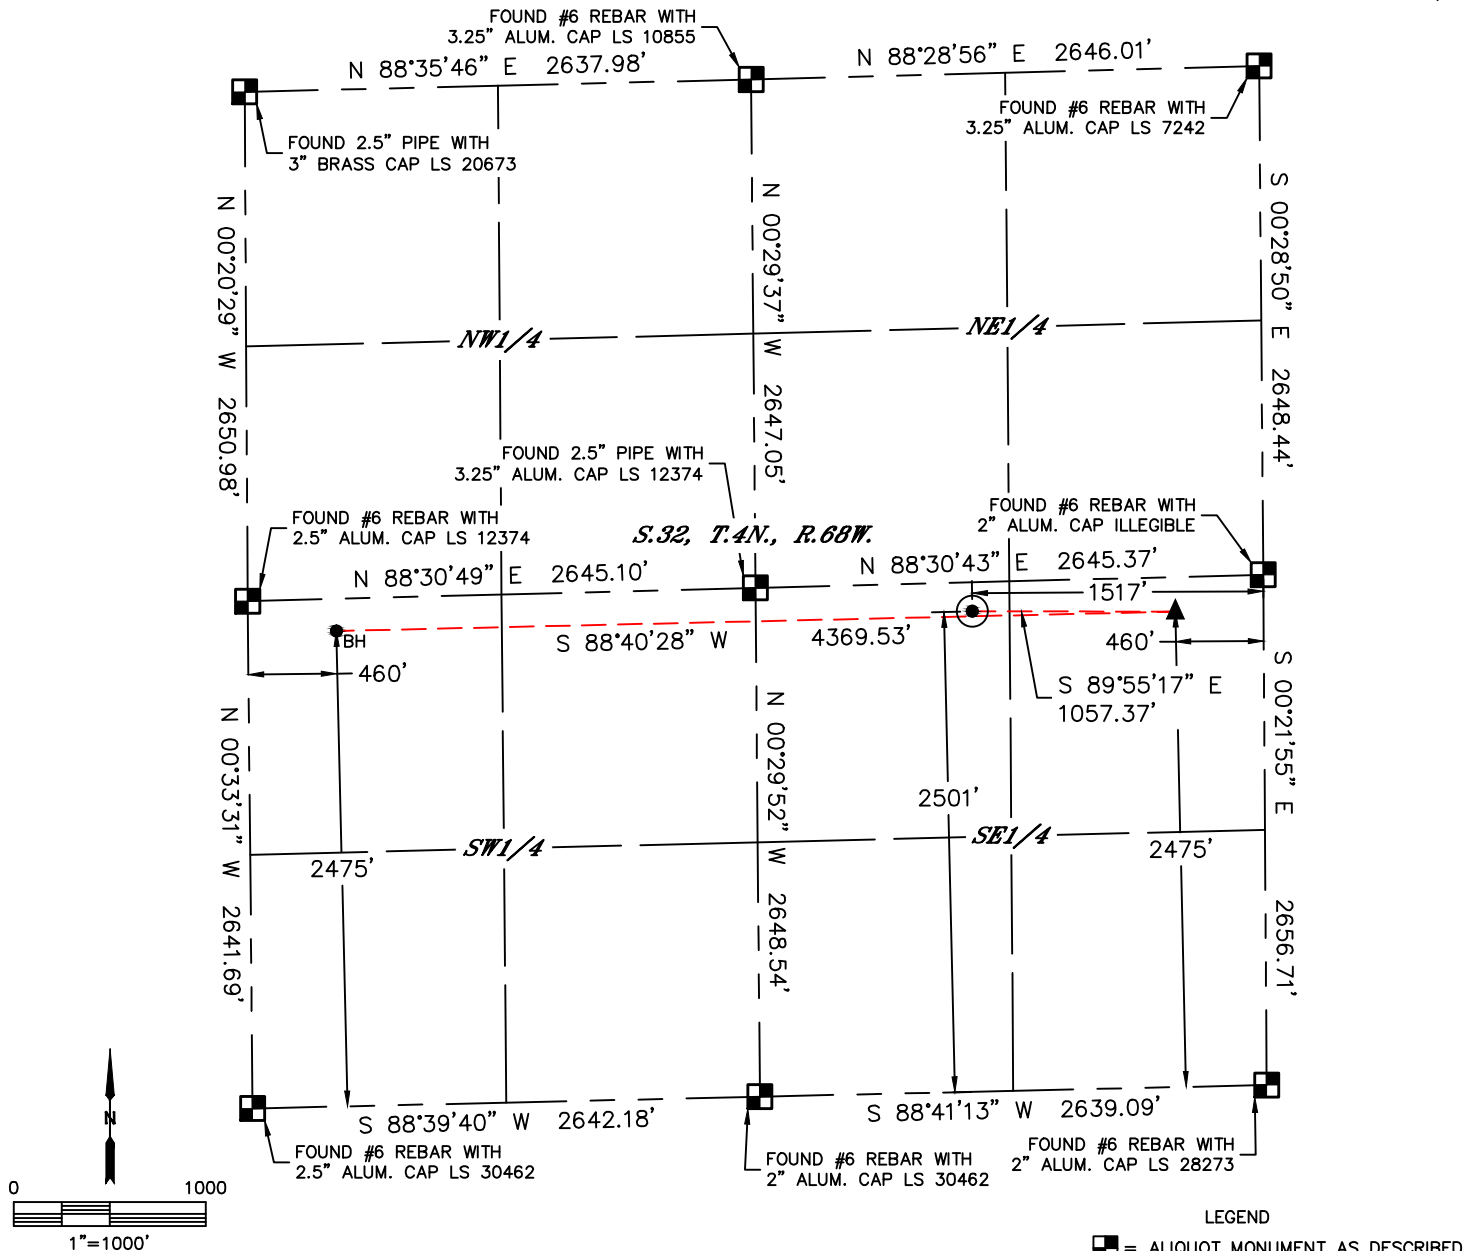 FOUND #6 REBAR WITH
3.25" ALUM. CAP LS 10855
N 88°35'46" E 2637.98'
N 88°28'56" E 2646.01'
FOUND #6 REBAR WITH
3.25" ALUM. CAP LS 7242
FOUND 2.5" PIPE WITH
3" BRASS CAP LS 20673
N 00°20'29" W 2650.98'
N 00°29'37" W 2647.05'
S 00°28'50" E 2648.44'
NW1/4
NE1/4
FOUND 2.5" PIPE WITH
3.25" ALUM. CAP LS 12374
FOUND #6 REBAR WITH
2.5" ALUM. CAP LS 12374
FOUND #6 REBAR WITH
2" ALUM. CAP ILLEGIBLE
S.32, T.4N., R.68W.
N 88°30'49" E 2645.10'
N 88°30'43" E 2645.37'
1517'
BH
S 88°40'28" W 4369.53'
460'
460'
S 89°55'17" E
1057.37'
N 00°33'31" W 2641.69'
N 00°29'52" W 2648.54'
S 00°21'55" E 2656.71'
2501'
SW1/4
SE1/4
2475'
2475'
S 88°39'40" W 2642.18'
S 88°41'13" W 2639.09'
N
FOUND #6 REBAR WITH
2.5" ALUM. CAP LS 30462
FOUND #6 REBAR WITH
2" ALUM. CAP LS 30462
FOUND #6 REBAR WITH
2" ALUM. CAP LS 28273
0 1000
1"=1000'
LEGEND
= ALIQUOT MONUMENT AS DESCRIBED